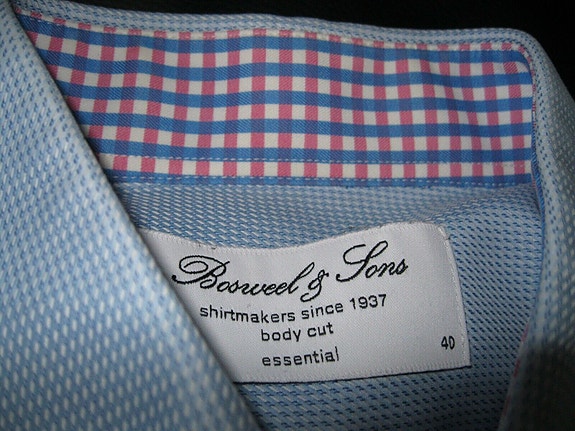 Bosweel & Sons
shirtmakers since 1937
body cut
essential 40